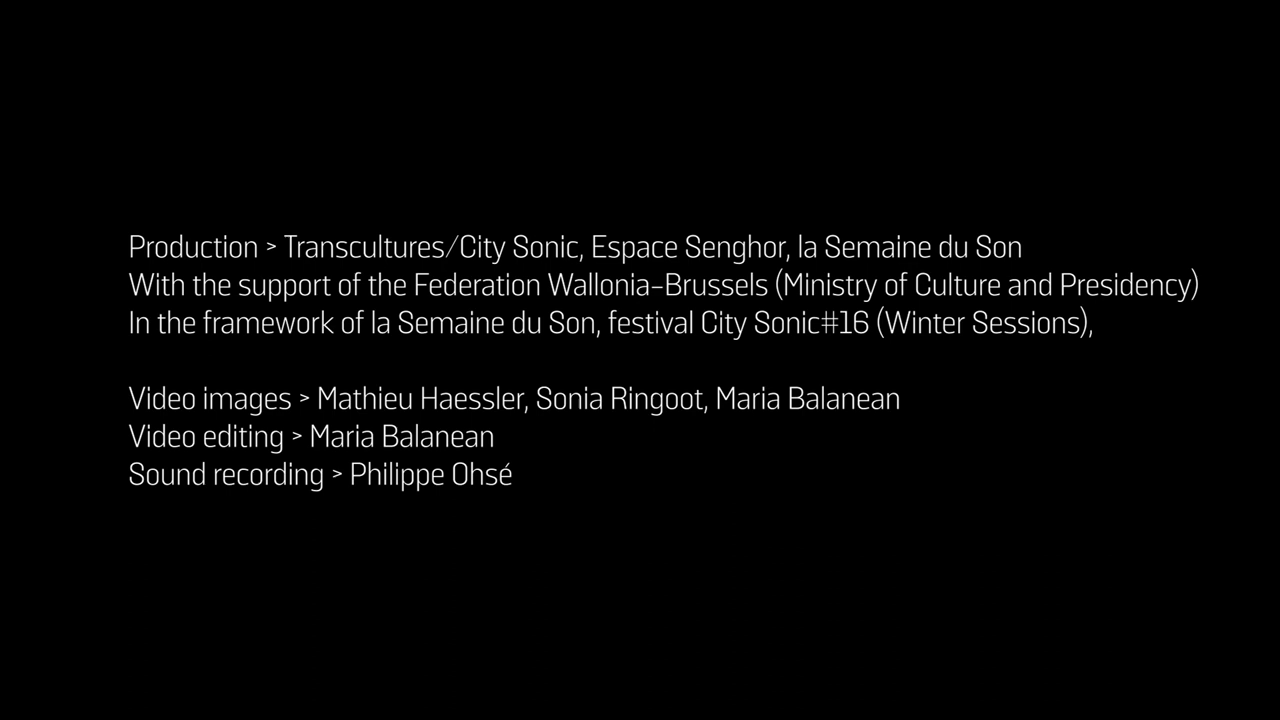 Production > Transcultures/City Sonic, Espace Senghor, la Semaine du Son
With the support of the Federation Wallonia-Brussels (Ministry of Culture and Presidency)
In the framework of la Semaine du Son, festival City Sonic#16 (Winter Sessions),
Video images > Mathieu Haessler, Sonia Ringoot, Maria Balanean
Video editing > Maria Balanean
Sound recording > Philippe Ohsé